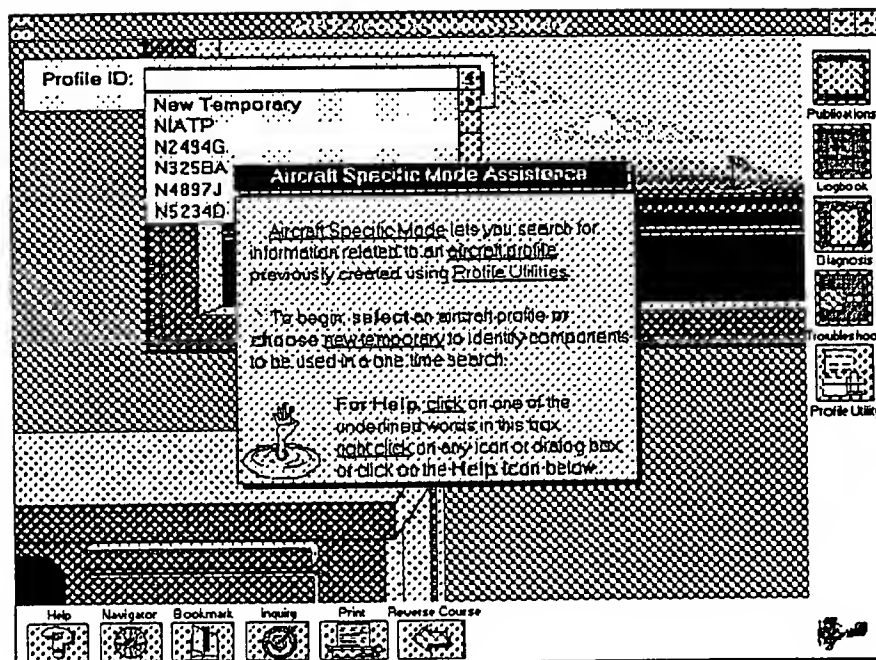 Profile ID:
New Temporary
NIATP
N2494G
N325BA
N4897J
N5234D
Aircraft Specific Mode Assistance
Aircraft Specific Mode lets you search for
information related to an aircraft profile
previously created using Profile Utilities.
To begin, select an aircraft profile or
choose new temporary to identify components
to be used in a one time search.
For Help, click on one of the
underlined words in this box
right click on any icon or dialog box
or click on the Help Icon below.
Publications
Logbook
Diagnosis
Troubleshoot
Profile Utility
Help Navigator Bookmark Inquire Print Reverse Course